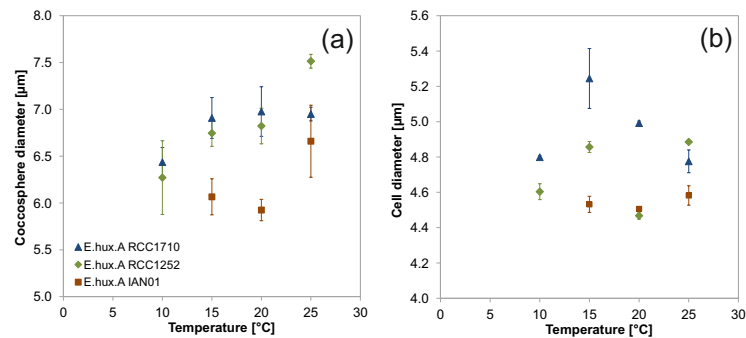 (a)
8.0
7.5
7.0
6.5
6.0
5.5
5.0
Coccosphere diameter [µm]
E.hux.A RCC1710
E.hux.A RCC1252
E.hux.A IAN01
0 5 10 15 20 25 30
Temperature [°C]
(b)
5.6
5.4
5.2
5.0
4.8
4.6
4.4
4.2
4.0
Cell diameter [µm]
0 5 10 15 20 25 30
Temperature [°C]